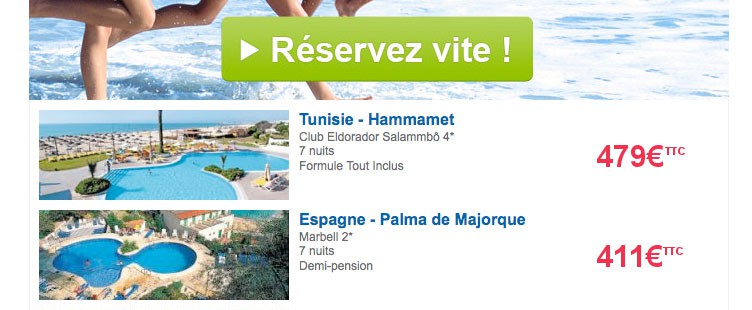 Réservez vite !
Tunisie - Hammamet
Club Eldorador Salammbô 4*
7 nuits
Formule Tout Inclus
479€TTC
Espagne - Palma de Majorque
Marbell 2*
7 nuits
Demi-pension
411€TTC